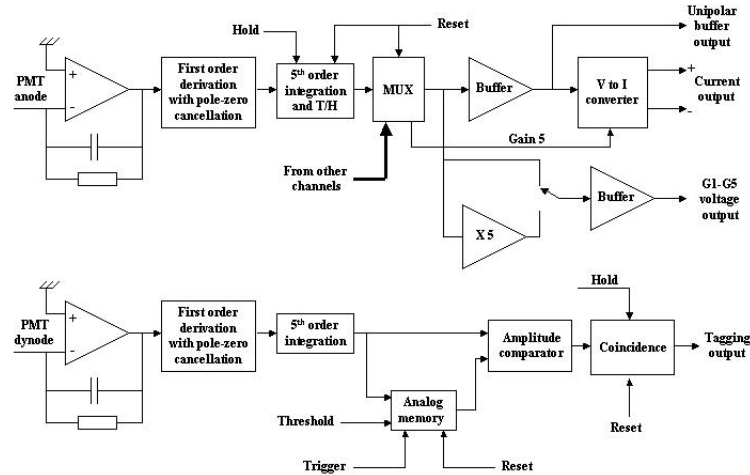 Hold
Reset
Unipolar
buffer
output
PMT
anode
+
-
First order
derivation
with pole-zero
cancellation
5th order
integration
and T/H
MUX
Buffer
V to I
converter
+
Current
output
-
Gain 5
From other
channels
X 5
Buffer
G1-G5
voltage
output
PMT
dynode
+
-
First order
derivation
with pole-zero
cancellation
5th order
integration
Amplitude
comparator
Hold
Coincidence
Tagging
output
Analog
memory
Threshold
Trigger
Reset
Reset